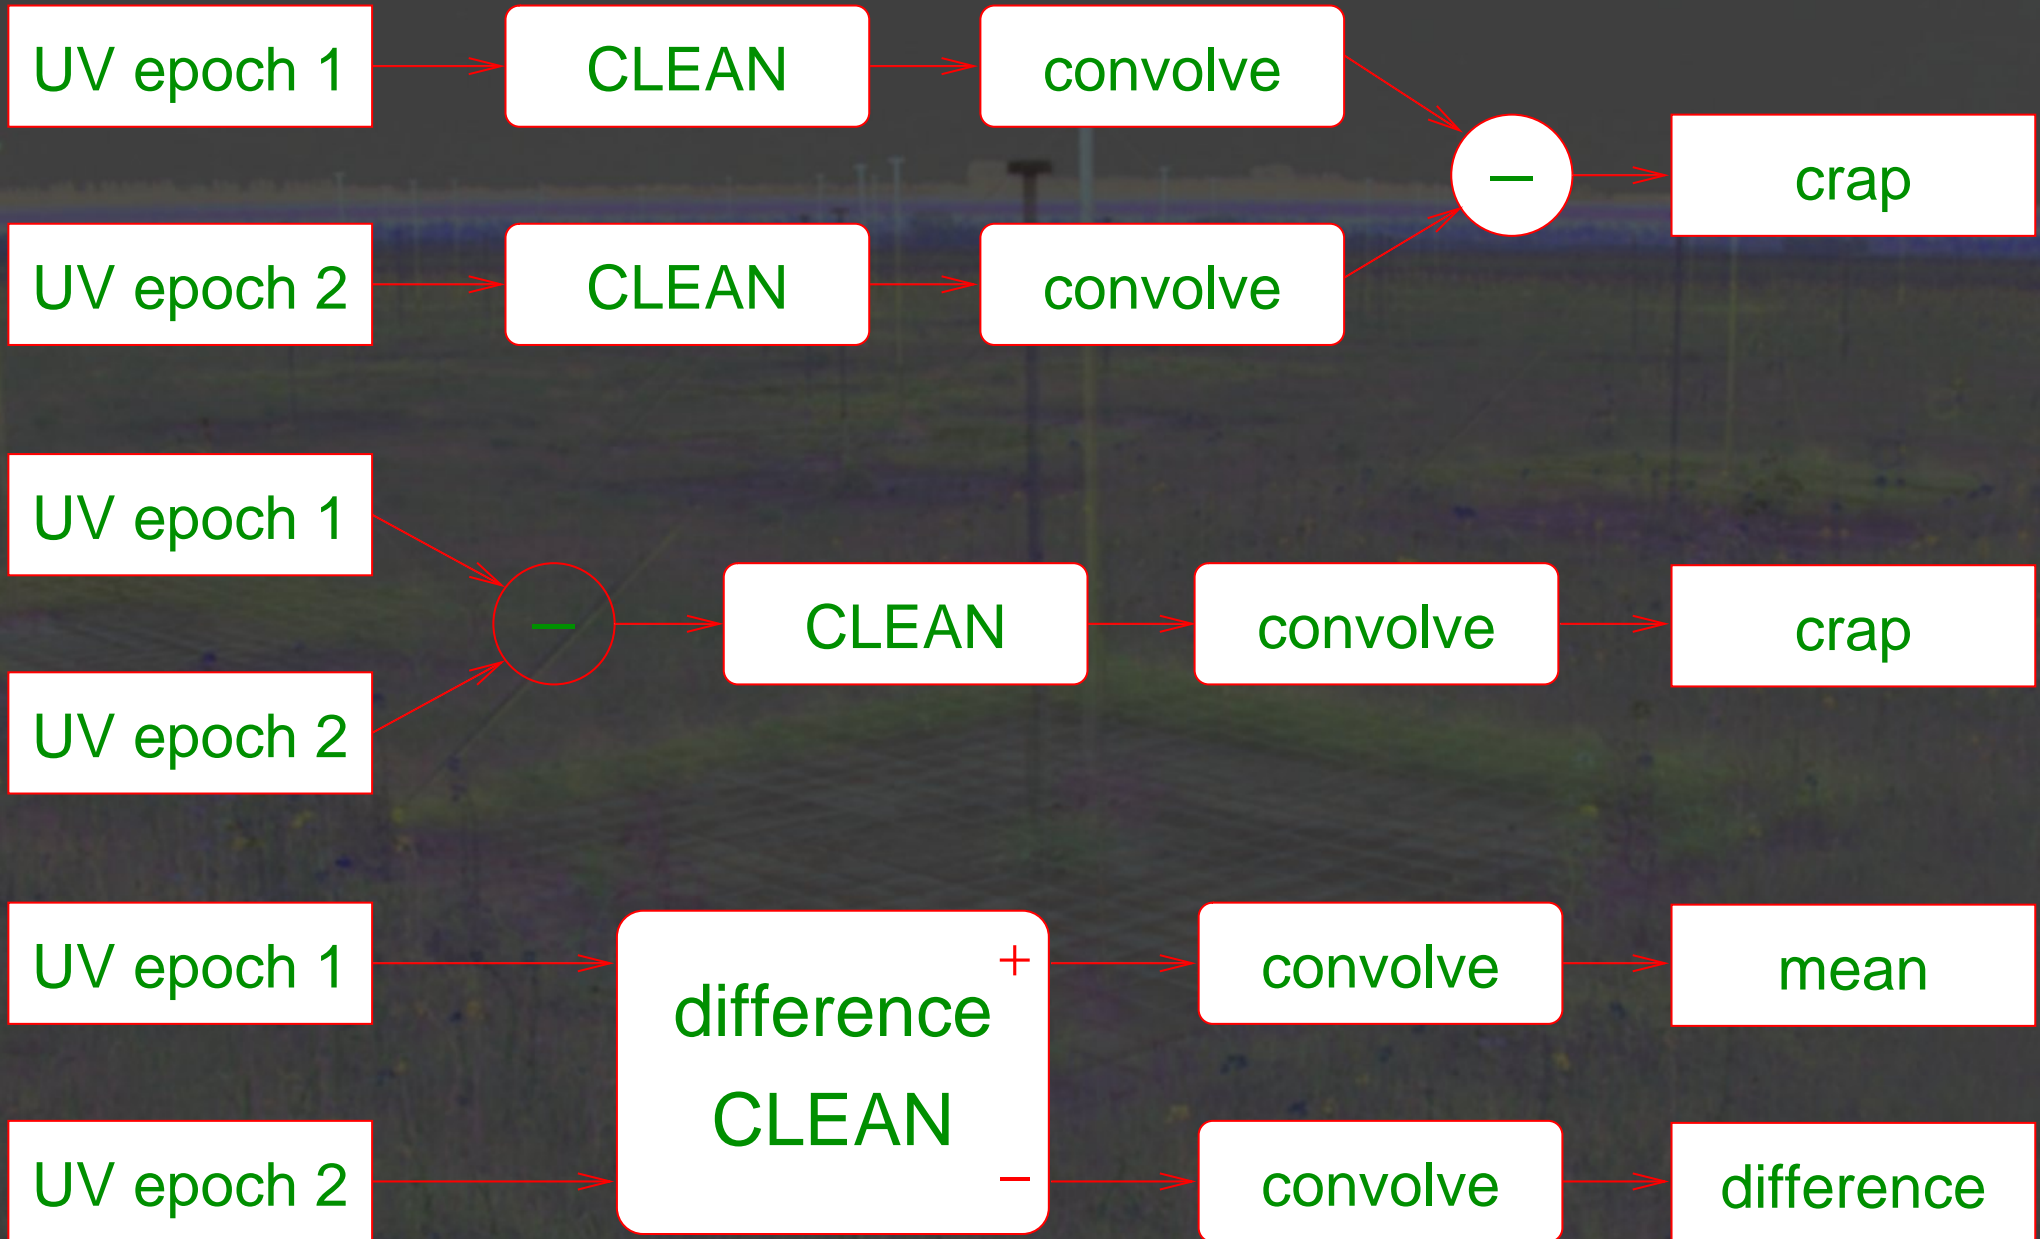 UV epoch 1 CLEAN convolve
− crap
UV epoch 2 CLEAN convolve
UV epoch 1
− CLEAN convolve crap
UV epoch 2
UV epoch 1 + convolve mean
difference
CLEAN
UV epoch 2 − convolve difference